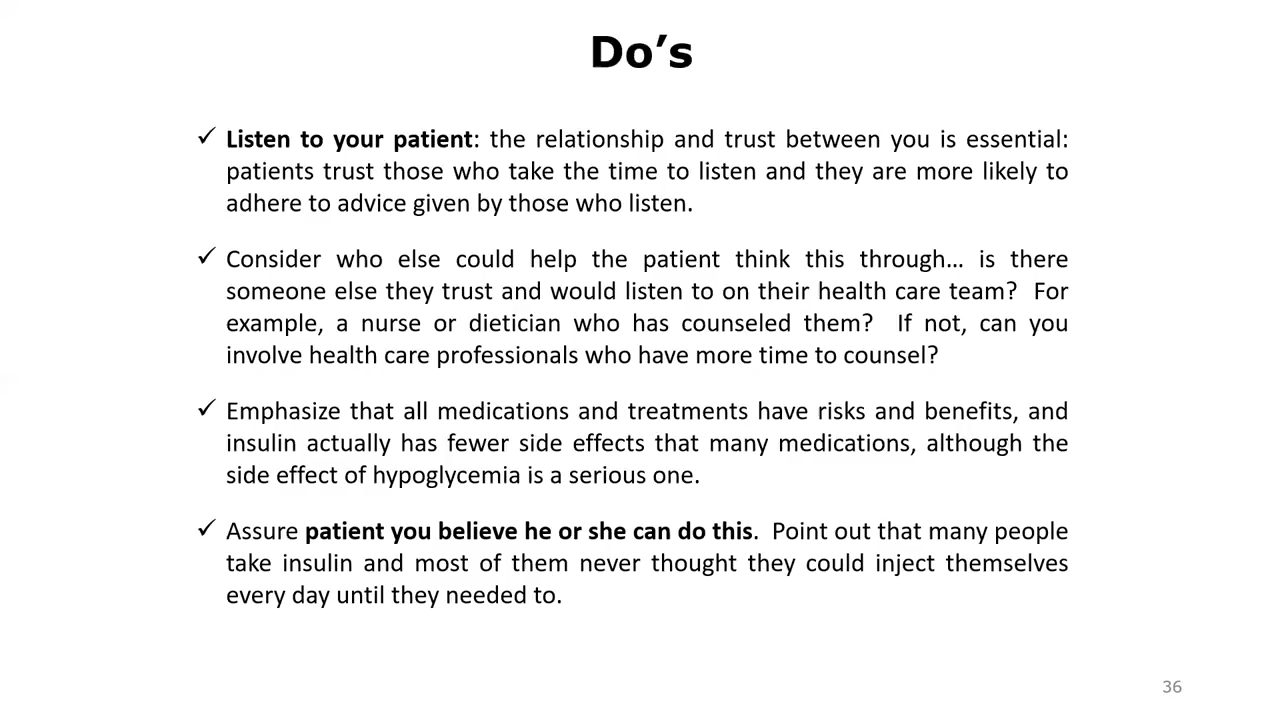 Do’s
✓ Listen to your patient: the relationship and trust between you is essential:
patients trust those who take the time to listen and they are more likely to
adhere to advice given by those who listen.
✓ Consider who else could help the patient think this through… is there
someone else they trust and would listen to on their health care team?  For
example, a nurse or dietician who has counseled them?  If not, can you
involve health care professionals who have more time to counsel?
✓ Emphasize that all medications and treatments have risks and benefits, and
insulin actually has fewer side effects that many medications, although the
side effect of hypoglycemia is a serious one.
✓ Assure patient you believe he or she can do this.  Point out that many people
take insulin and most of them never thought they could inject themselves
every day until they needed to.
36